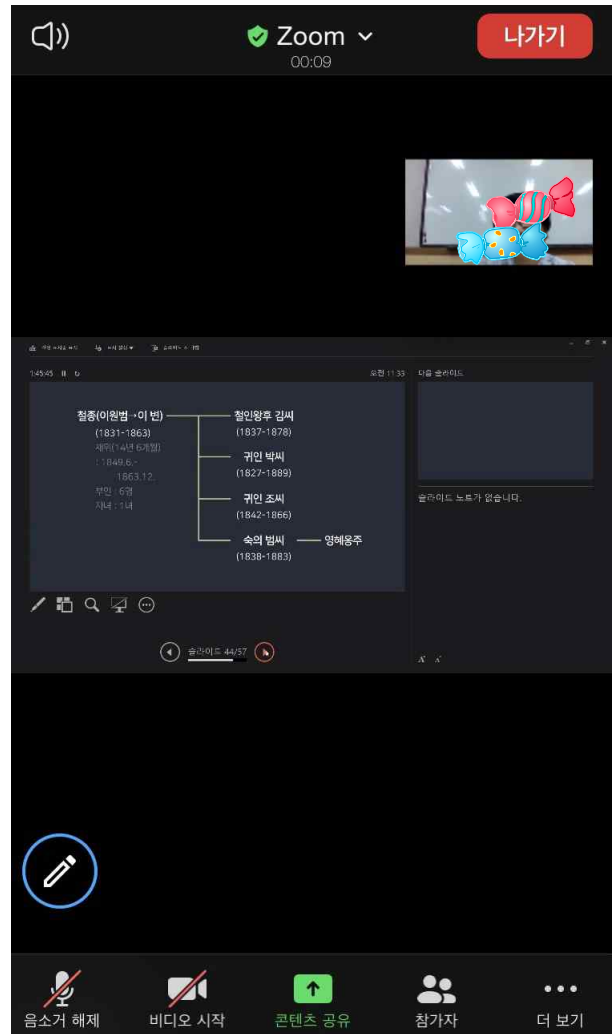 Zoom
나가기
00:09
1:45:45
오전 11:33
다음 슬라이드
철종(이원범→이 변)
(1831-1863)
재위(14년 6개월)
: 1849.6.-
1863.12.
부인 : 6명
자녀 : 1녀
철인왕후 김씨
(1837-1878)
귀인 박씨
(1827-1889)
귀인 조씨
(1842-1866)
숙의 범씨
영혜옹주
(1838-1883)
슬라이드 노트가 없습니다.
슬라이드 44/57
음소거 해제
비디오 시작
콘텐츠 공유
참가자
더 보기